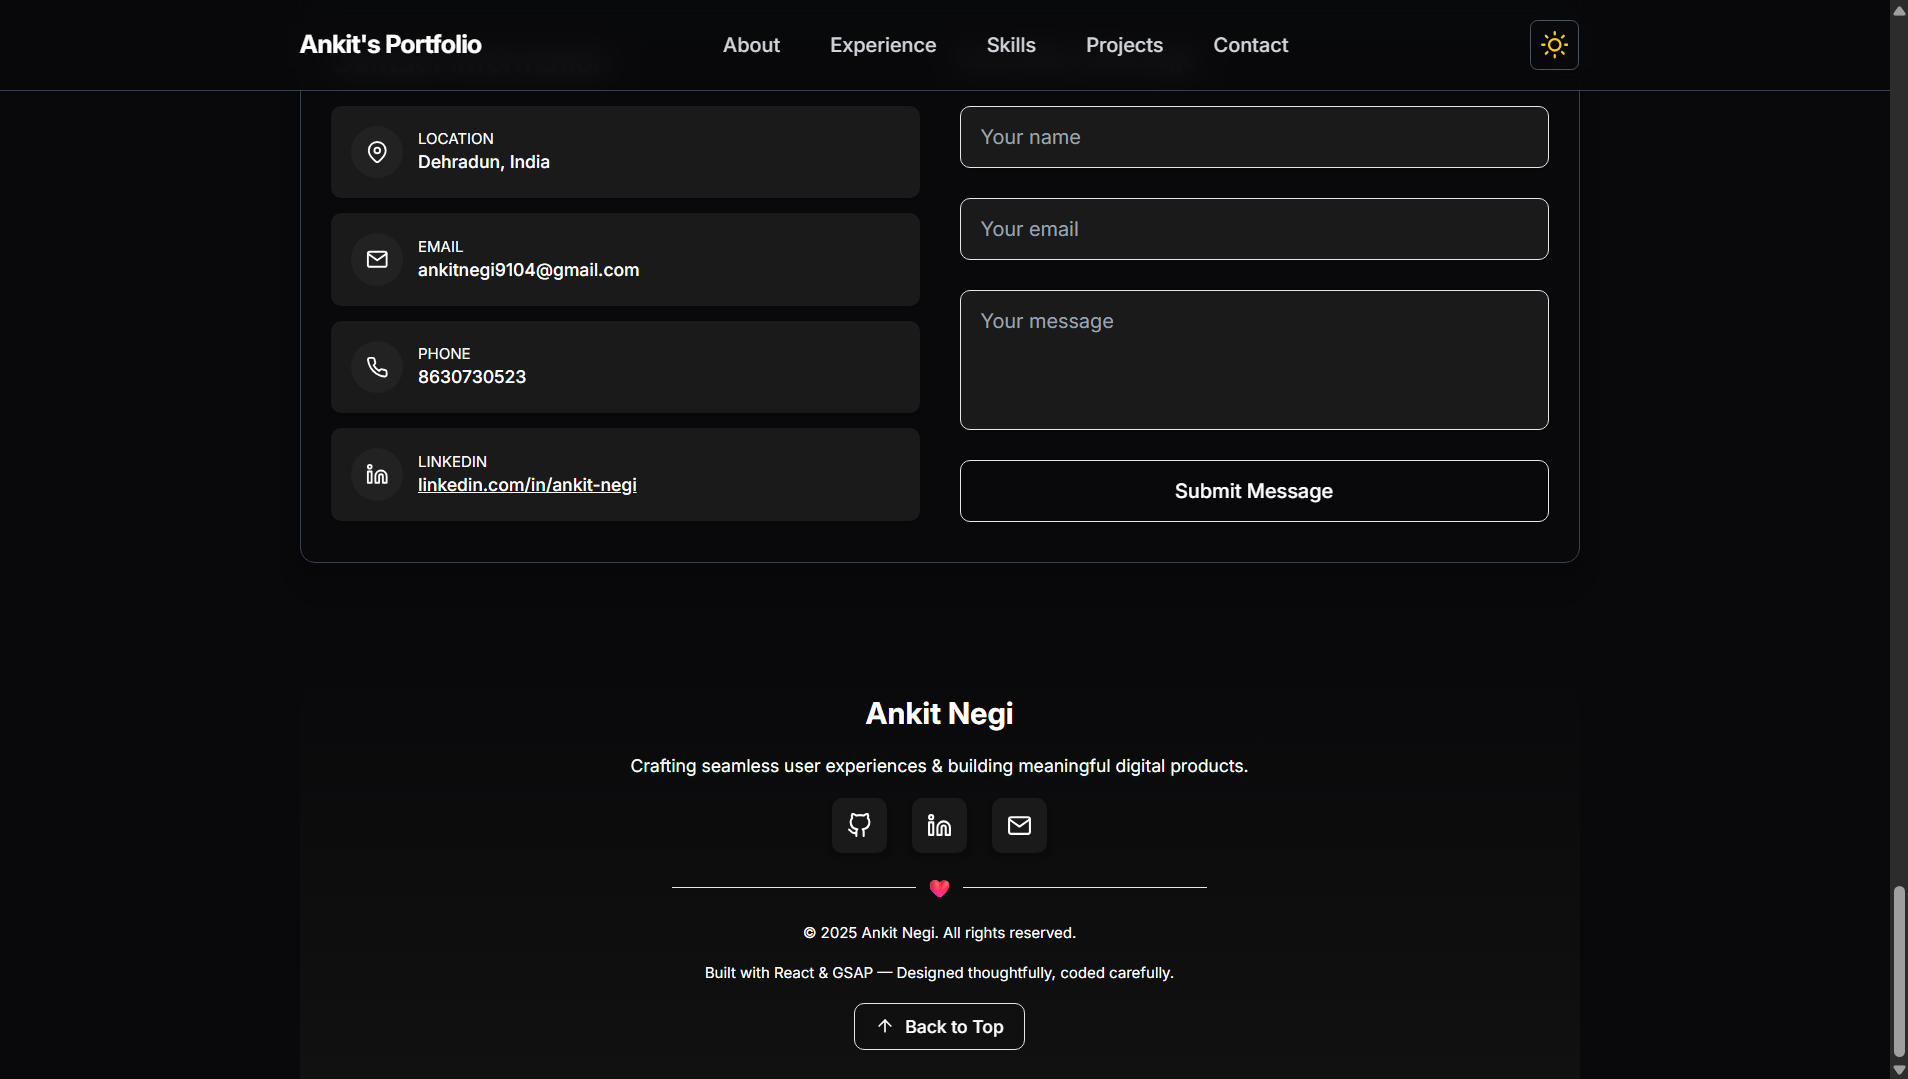 Ankit's Portfolio
About
Experience
Skills
Projects
Contact
LOCATION
Dehradun, India
EMAIL
ankitnegi9104@gmail.com
PHONE
8630730523
LINKEDIN
linkedin.com/in/ankit-negi
Your name
Your email
Your message
Submit Message
Ankit Negi
Crafting seamless user experiences & building meaningful digital products.
© 2025 Ankit Negi. All rights reserved.
Built with React & GSAP — Designed thoughtfully, coded carefully.
Back to Top